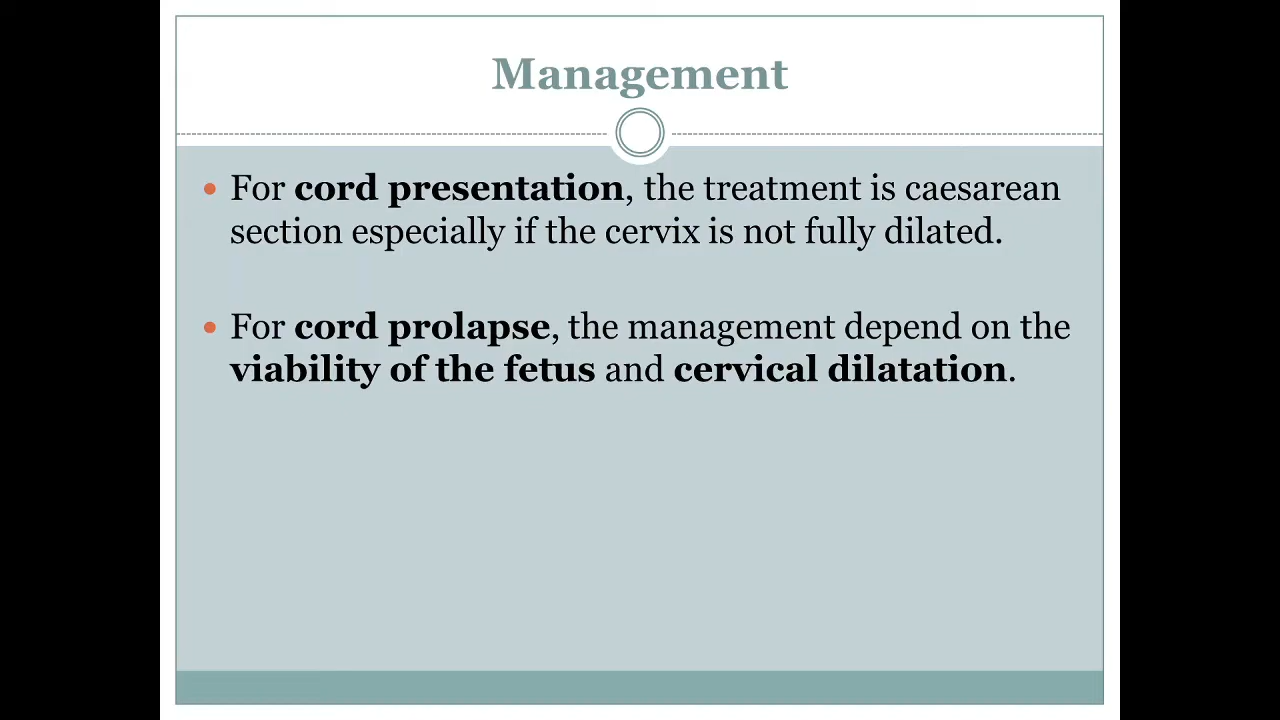 Management
• For cord presentation, the treatment is caesarean
section especially if the cervix is not fully dilated.
• For cord prolapse, the management depend on the
viability of the fetus and cervical dilatation.